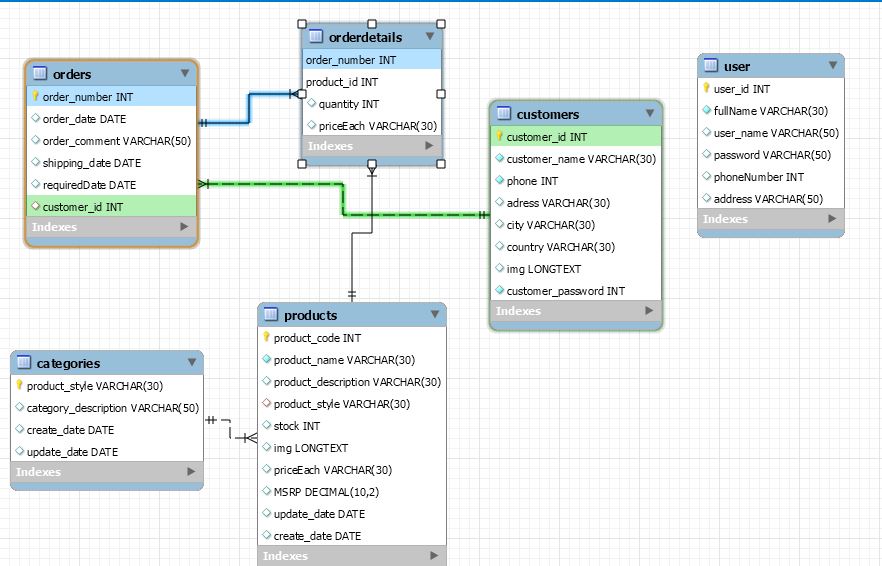 orders
order_number INT
order_date DATE
order_comment VARCHAR(50)
shipping_date DATE
requiredDate DATE
customer_id INT
Indexes
orderdetails
order_number INT
product_id INT
quantity INT
priceEach VARCHAR(30)
Indexes
customers
customer_id INT
customer_name VARCHAR(30)
phone INT
adress VARCHAR(30)
city VARCHAR(30)
country VARCHAR(30)
img LONGTEXT
customer_password INT
Indexes
user
user_id INT
fullName VARCHAR(30)
user_name VARCHAR(50)
password VARCHAR(50)
phoneNumber INT
address VARCHAR(50)
Indexes
categories
product_style VARCHAR(30)
category_description VARCHAR(50)
create_date DATE
update_date DATE
Indexes
products
product_code INT
product_name VARCHAR(30)
product_description VARCHAR(30)
product_style VARCHAR(30)
stock INT
img LONGTEXT
priceEach VARCHAR(30)
MSRP DECIMAL(10,2)
update_date DATE
create_date DATE
Indexes